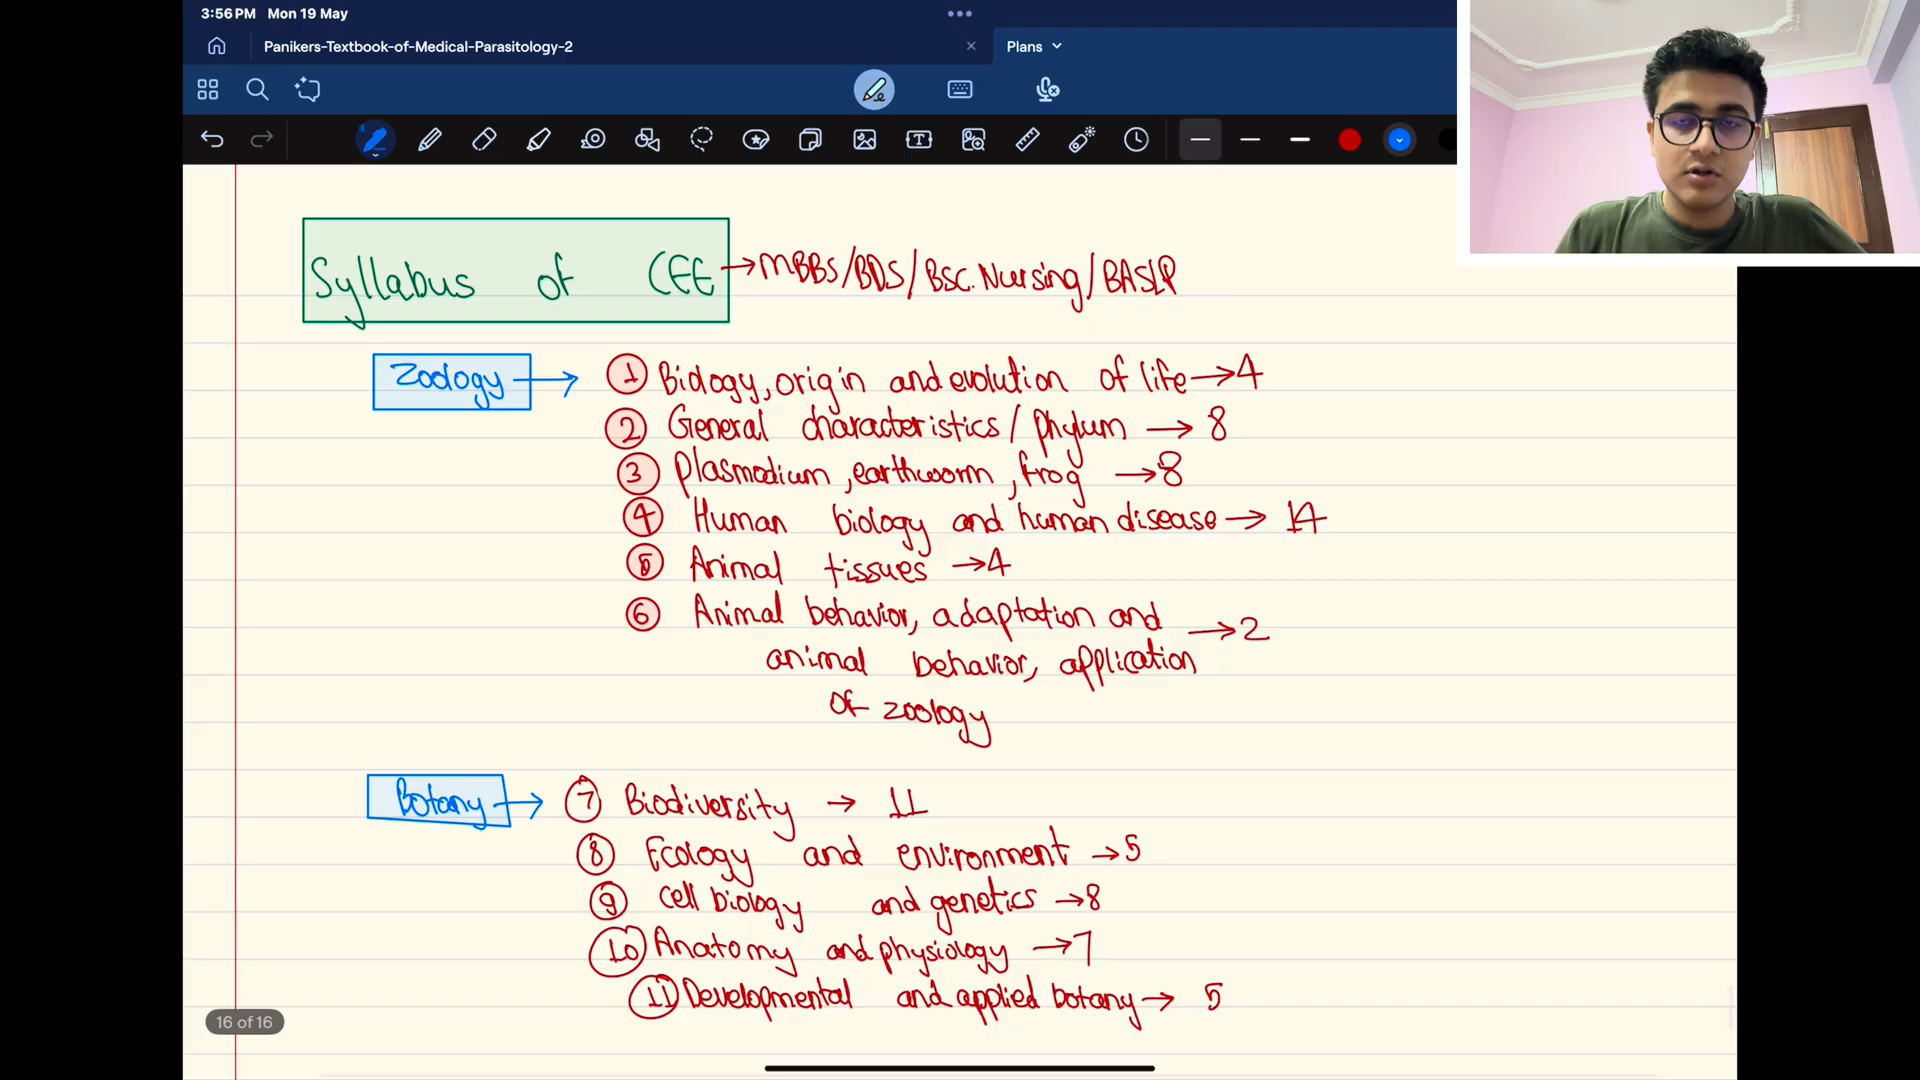 3:56 PM Mon 19 May
Panikers-Textbook-of-Medical-Parasitology-2
Plans
Syllabus of CEE → MBBS/BDS/BSC.Nursing/BASLP
Zoology → ① Biology, origin and evolution of life → 4
② General characteristics / phylum → 8
③ Plasmodium, earthworm, frog → 8
④ Human biology and human disease → 14
⑤ Animal tissues → 4
⑥ Animal behavior, adaptation and
animal behavior, application → 2
of zoology
Botany → ⑦ Biodiversity → 11
⑧ Ecology and environment → 5
⑨ Cell biology and genetics → 8
⑩ Anatomy and physiology → 7
⑪ Developmental and applied botany → 5
16 of 16